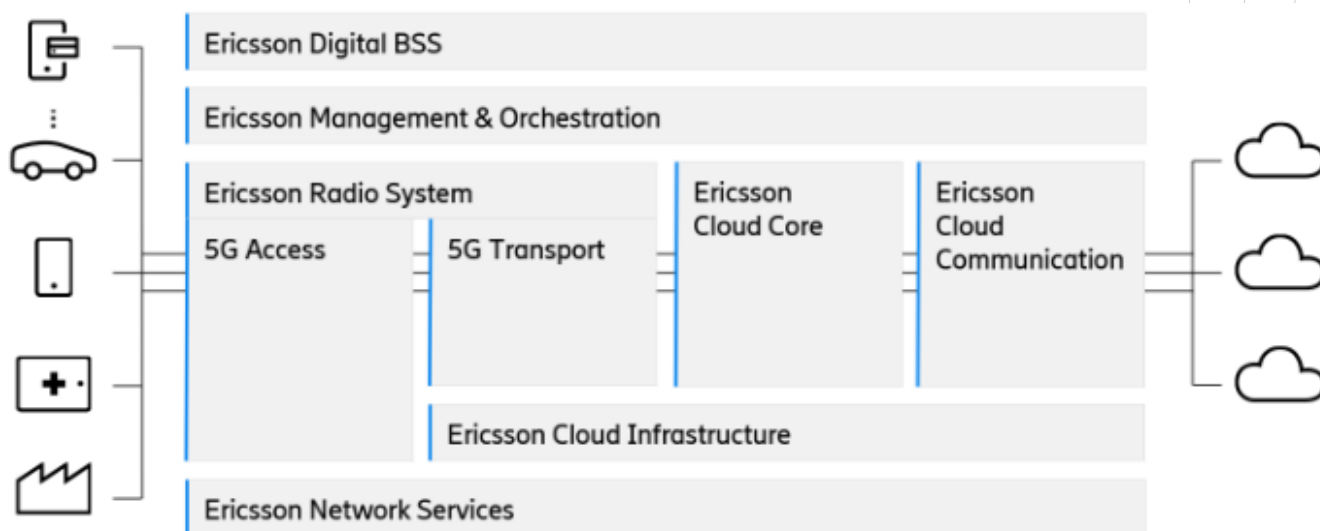 Ericsson Digital BSS
Ericsson Management & Orchestration
Ericsson Radio System
5G Access
5G Transport
Ericsson
Cloud Core
Ericsson
Cloud
Communication
Ericsson Cloud Infrastructure
Ericsson Network Services